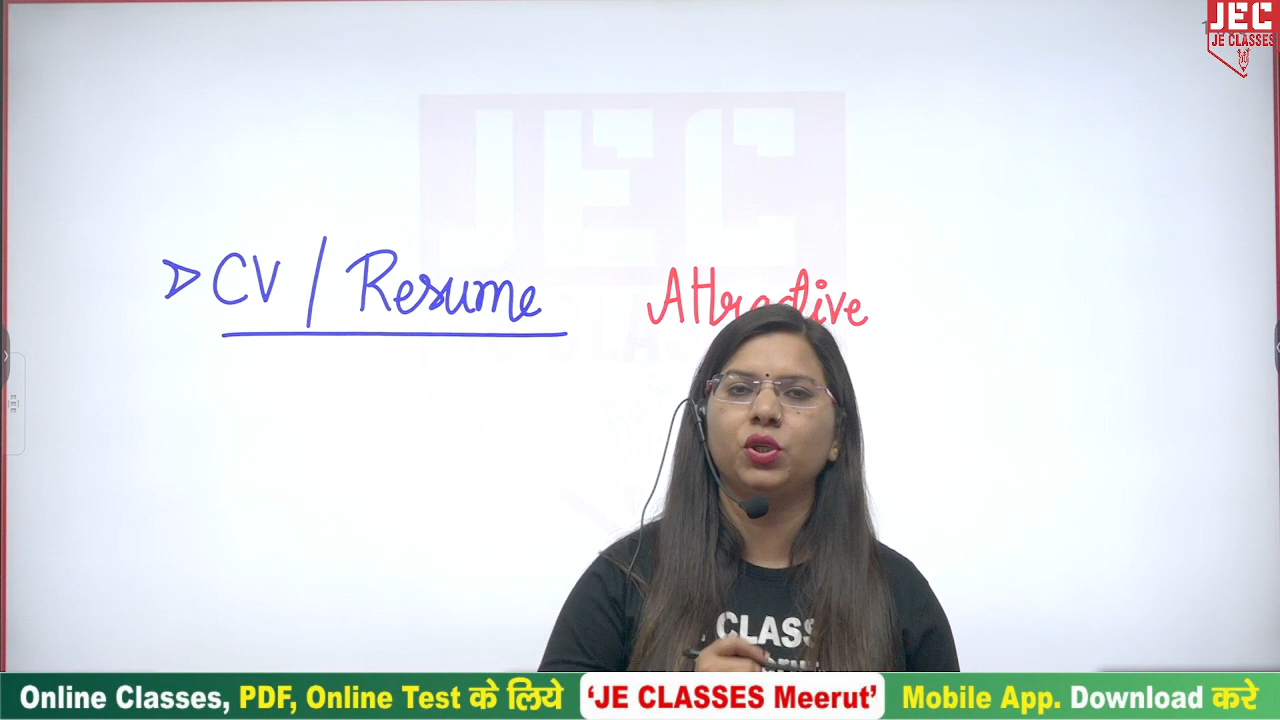 JEC
JE CLASSES
JEC
CV / Resume Attractive
CLASS
Online Classes, PDF, Online Test के लिये ‘JE CLASSES Meerut’ Mobile App. Download करे